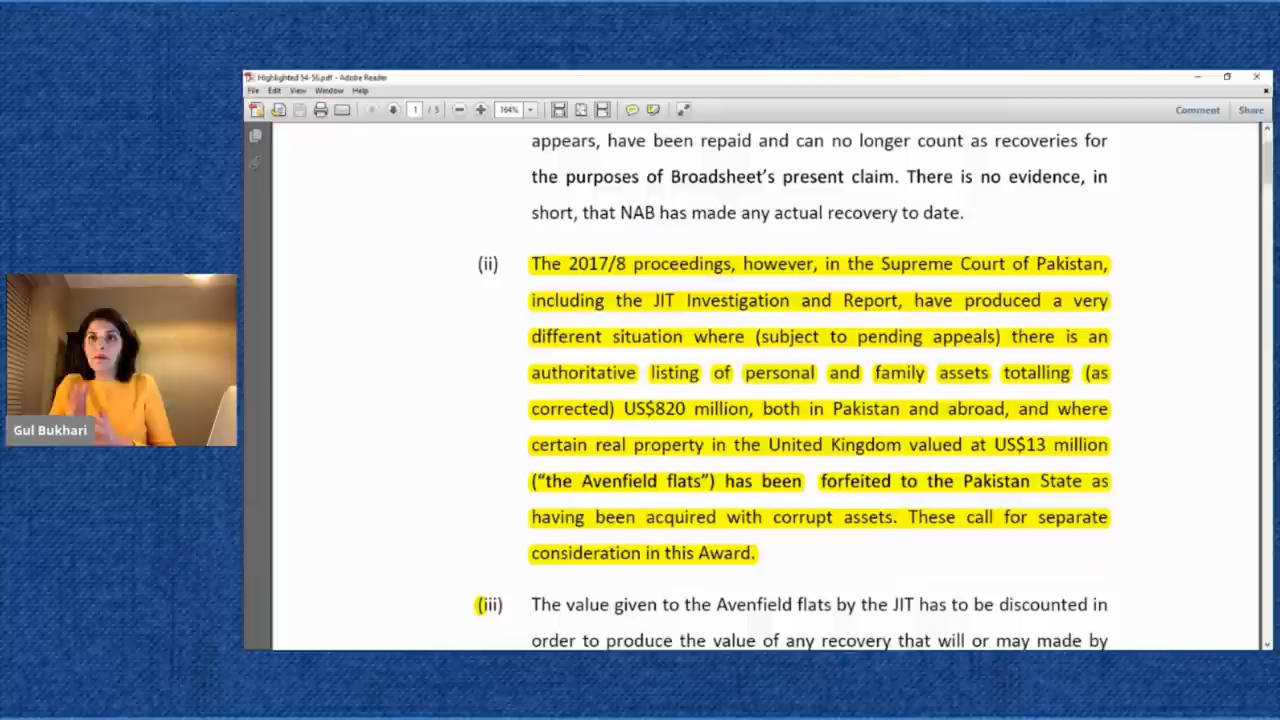 Highlighted 54-56.pdf - Adobe Reader
File Edit View Window Help
1 / 3 164% Comment Share
appears, have been repaid and can no longer count as recoveries for
the purposes of Broadsheet's present claim. There is no evidence, in
short, that NAB has made any actual recovery to date.
(ii) The 2017/8 proceedings, however, in the Supreme Court of Pakistan,
including the JIT Investigation and Report, have produced a very
different situation where (subject to pending appeals) there is an
authoritative listing of personal and family assets totalling (as
corrected) US$820 million, both in Pakistan and abroad, and where
certain real property in the United Kingdom valued at US$13 million
("the Avenfield flats") has been forfeited to the Pakistan State as
having been acquired with corrupt assets. These call for separate
consideration in this Award.
(iii) The value given to the Avenfield flats by the JIT has to be discounted in
order to produce the value of any recovery that will or may made by
Gul Bukhari